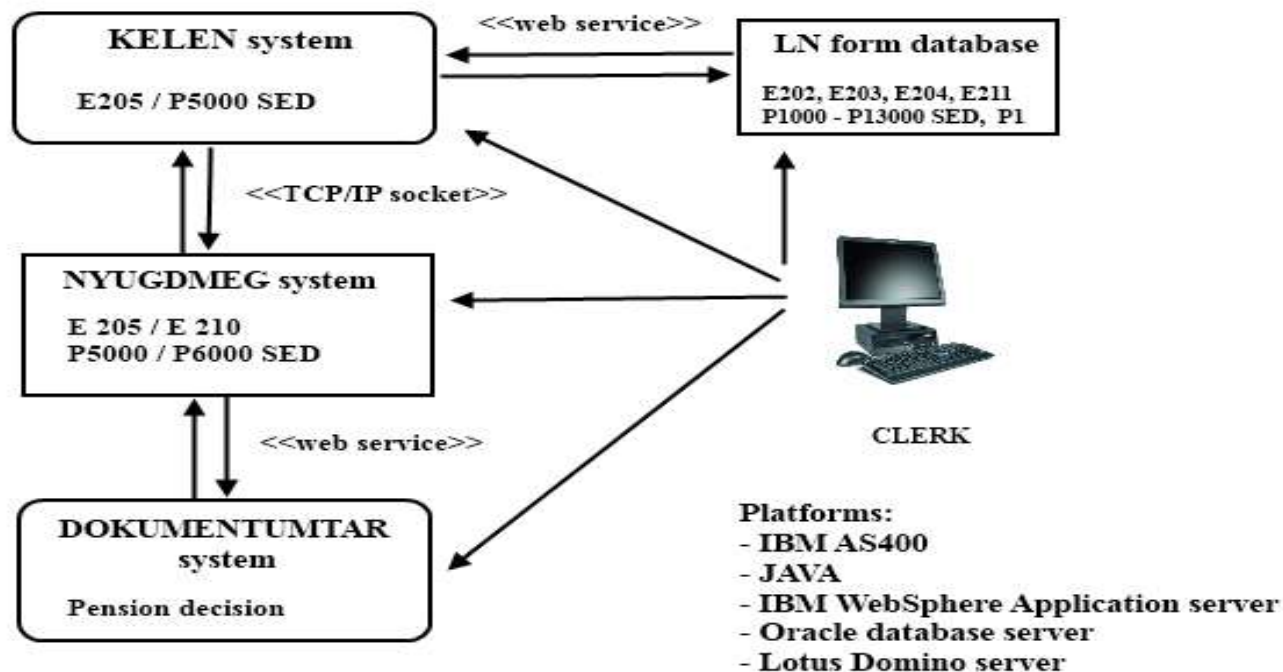 KELEN system
E205 / P5000 SED
<<web service>>
LN form database
E202, E203, E204, E211
P1000 - P13000 SED, P1
<<TCP/IP socket>>
NYUGDMEG system
E 205 / E 210
P5000 / P6000 SED
<<web service>>
CLERK
DOKUMENTUMTAR
system
Pension decision
Platforms:
- IBM AS400
- JAVA
- IBM WebSphere Application server
- Oracle database server
- Lotus Domino server